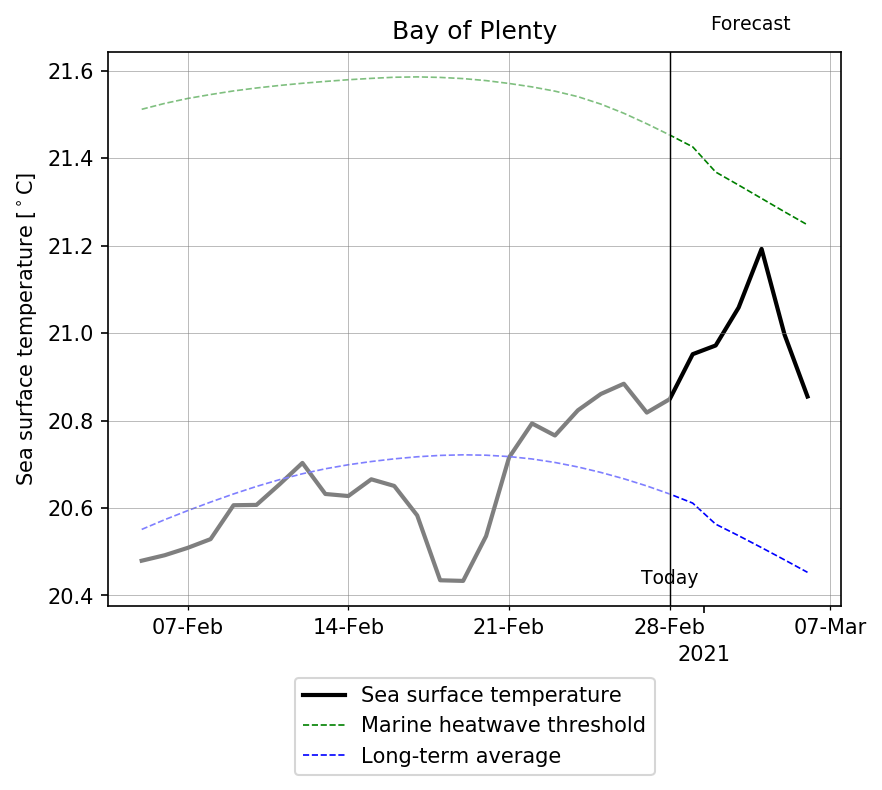 Forecast
Bay of Plenty
Sea surface temperature [°C]
21.6
21.4
21.2
21.0
20.8
20.6
20.4
Today
07-Feb 14-Feb 21-Feb 28-Feb 07-Mar
2021
Sea surface temperature
Marine heatwave threshold
Long-term average